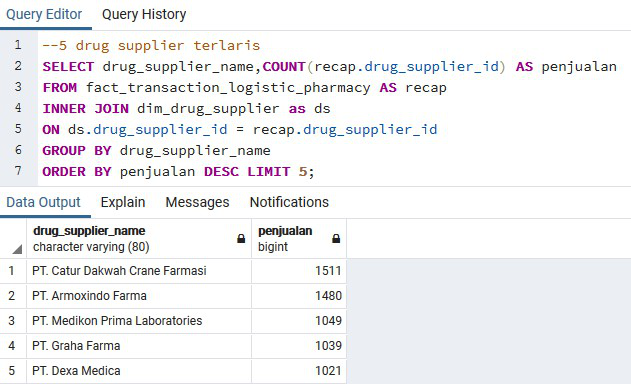 Query Editor Query History
1 --5 drug supplier terlaris
2 SELECT drug_supplier_name,COUNT(recap.drug_supplier_id) AS penjualan
3 FROM fact_transaction_logistic_pharmacy AS recap
4 INNER JOIN dim_drug_supplier as ds
5 ON ds.drug_supplier_id = recap.drug_supplier_id
6 GROUP BY drug_supplier_name
7 ORDER BY penjualan DESC LIMIT 5;
Data Output Explain Messages Notifications
drug_supplier_name penjualan
character varying (80) bigint
1 PT. Catur Dakwah Crane Farmasi 1511
2 PT. Armoxindo Farma 1480
3 PT. Medikon Prima Laboratories 1049
4 PT. Graha Farma 1039
5 PT. Dexa Medica 1021